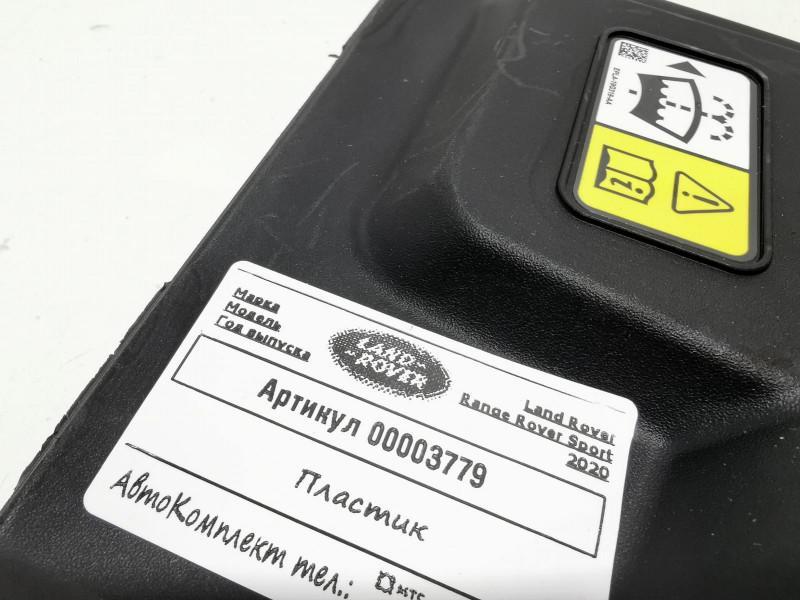 Марка
Модель
Год выпуска
LAND-
-ROVER
Land Rover
Range Rover Sport
2020
Артикул 00003779
Пластик
АвтоКомплект тел.: